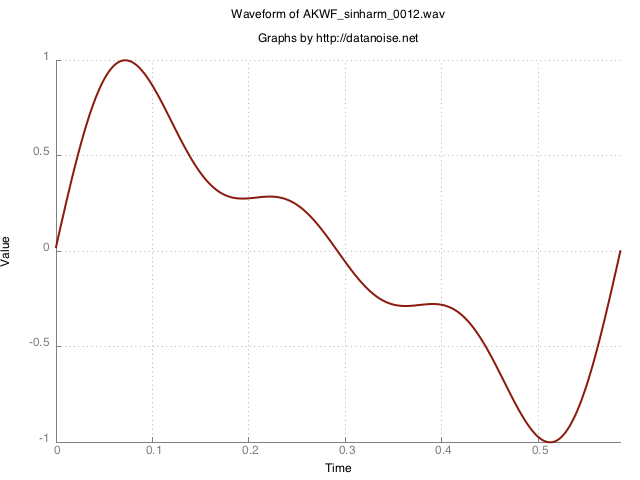 Waveform of AKWF_sinharm_0012.wav
Graphs by http://datanoise.net
1
0.5
0
-0.5
-1
Value
0 0.1 0.2 0.3 0.4 0.5
Time